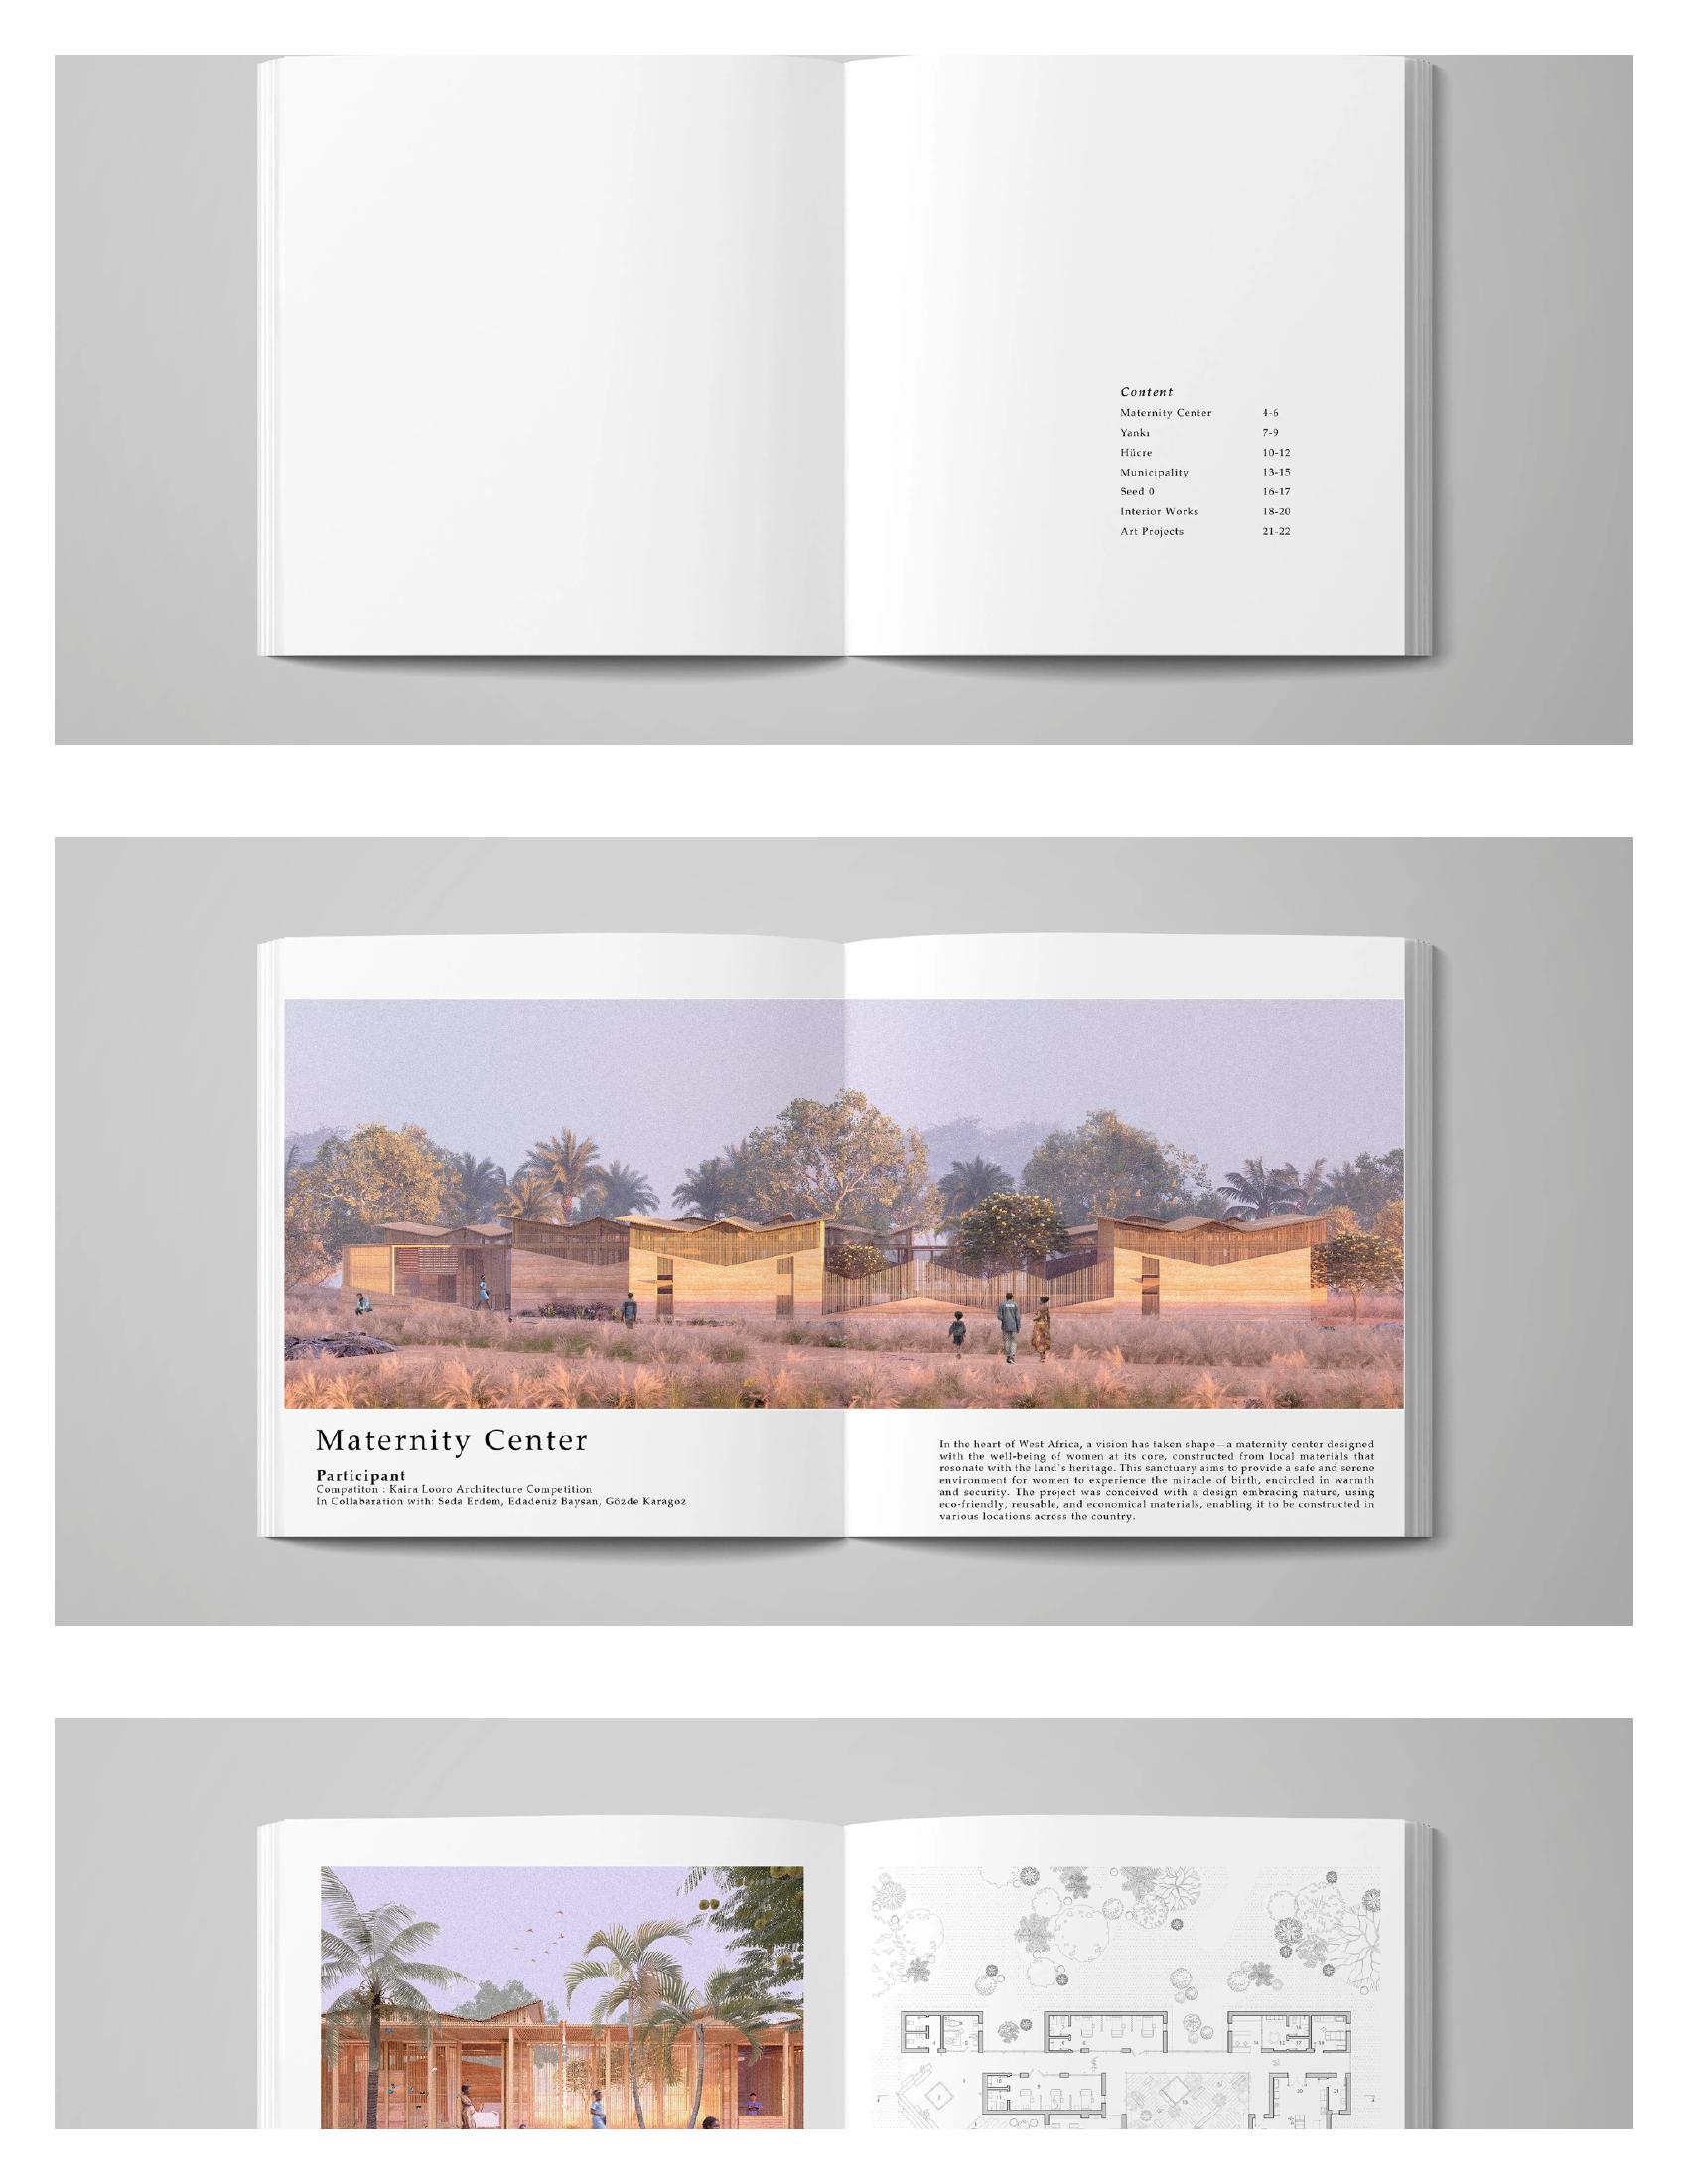 Content
Maternity Center 4-6
Yankı 7-9
Hücre 10-12
Municipality 13-15
Seed 0 16-17
Interior Works 18-20
Art Projects 21-22
Maternity Center
Participant
Compatiton : Kaira Looro Architecture Competition
In Collabaration with: Seda Erdem, Edadeniz Baysan, Gözde Karagoz
In the heart of West Africa, a vision has taken shape—a maternity center designed
with the well-being of women at its core, constructed from local materials that
resonate with the land's heritage. This sanctuary aims to provide a safe and serene
environment for women to experience the miracle of birth, encircled in warmth
and security. The project was conceived with a design embracing nature, using
eco-friendly, reusable, and economical materials, enabling it to be constructed in
various locations across the country.